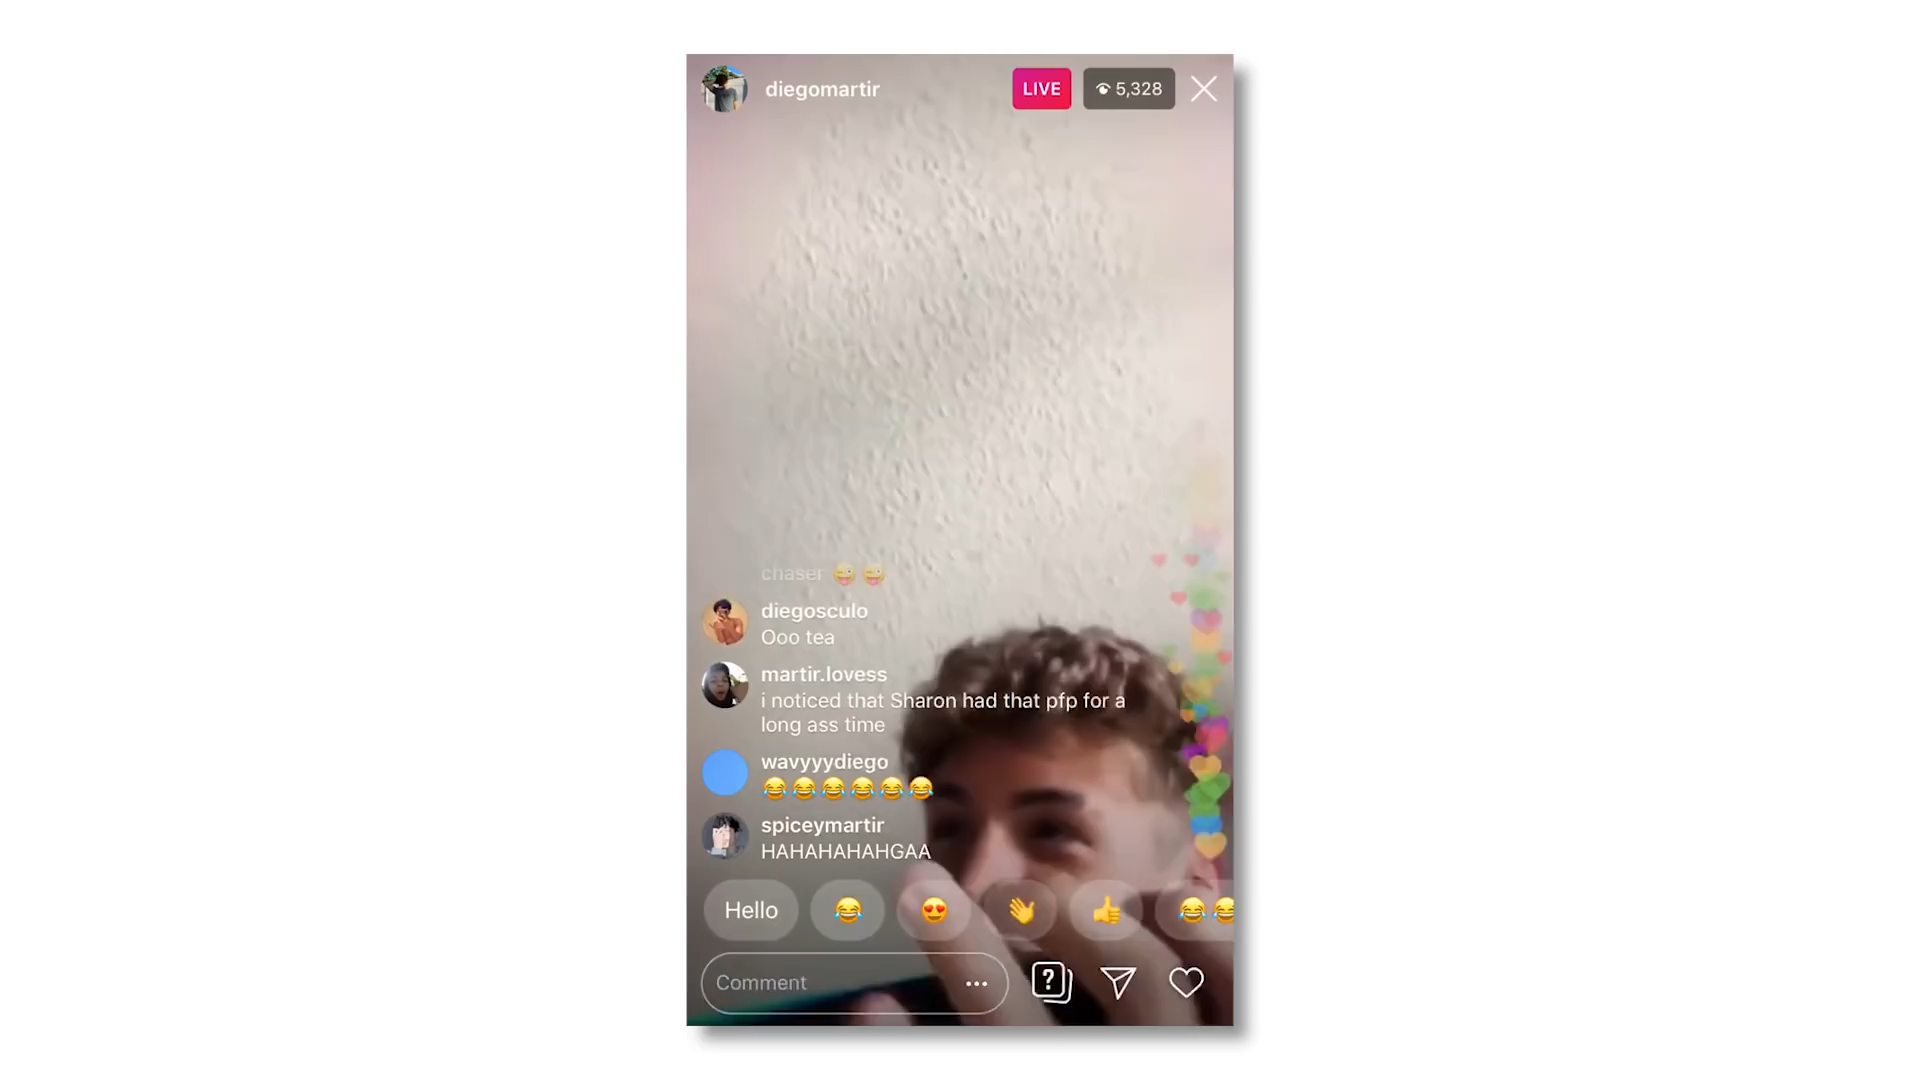 diegomartir
LIVE
5,328
chaser 😜 😜
diegosculo
Ooo tea
martir.lovess
i noticed that Sharon had that pfp for a
long ass time
wavyyydiego
😂😂😂😂😂😂
spiceymartir
HAHAHAHAHGAA
Hello 😂 😍 👋 👍 😂😂
Comment
?